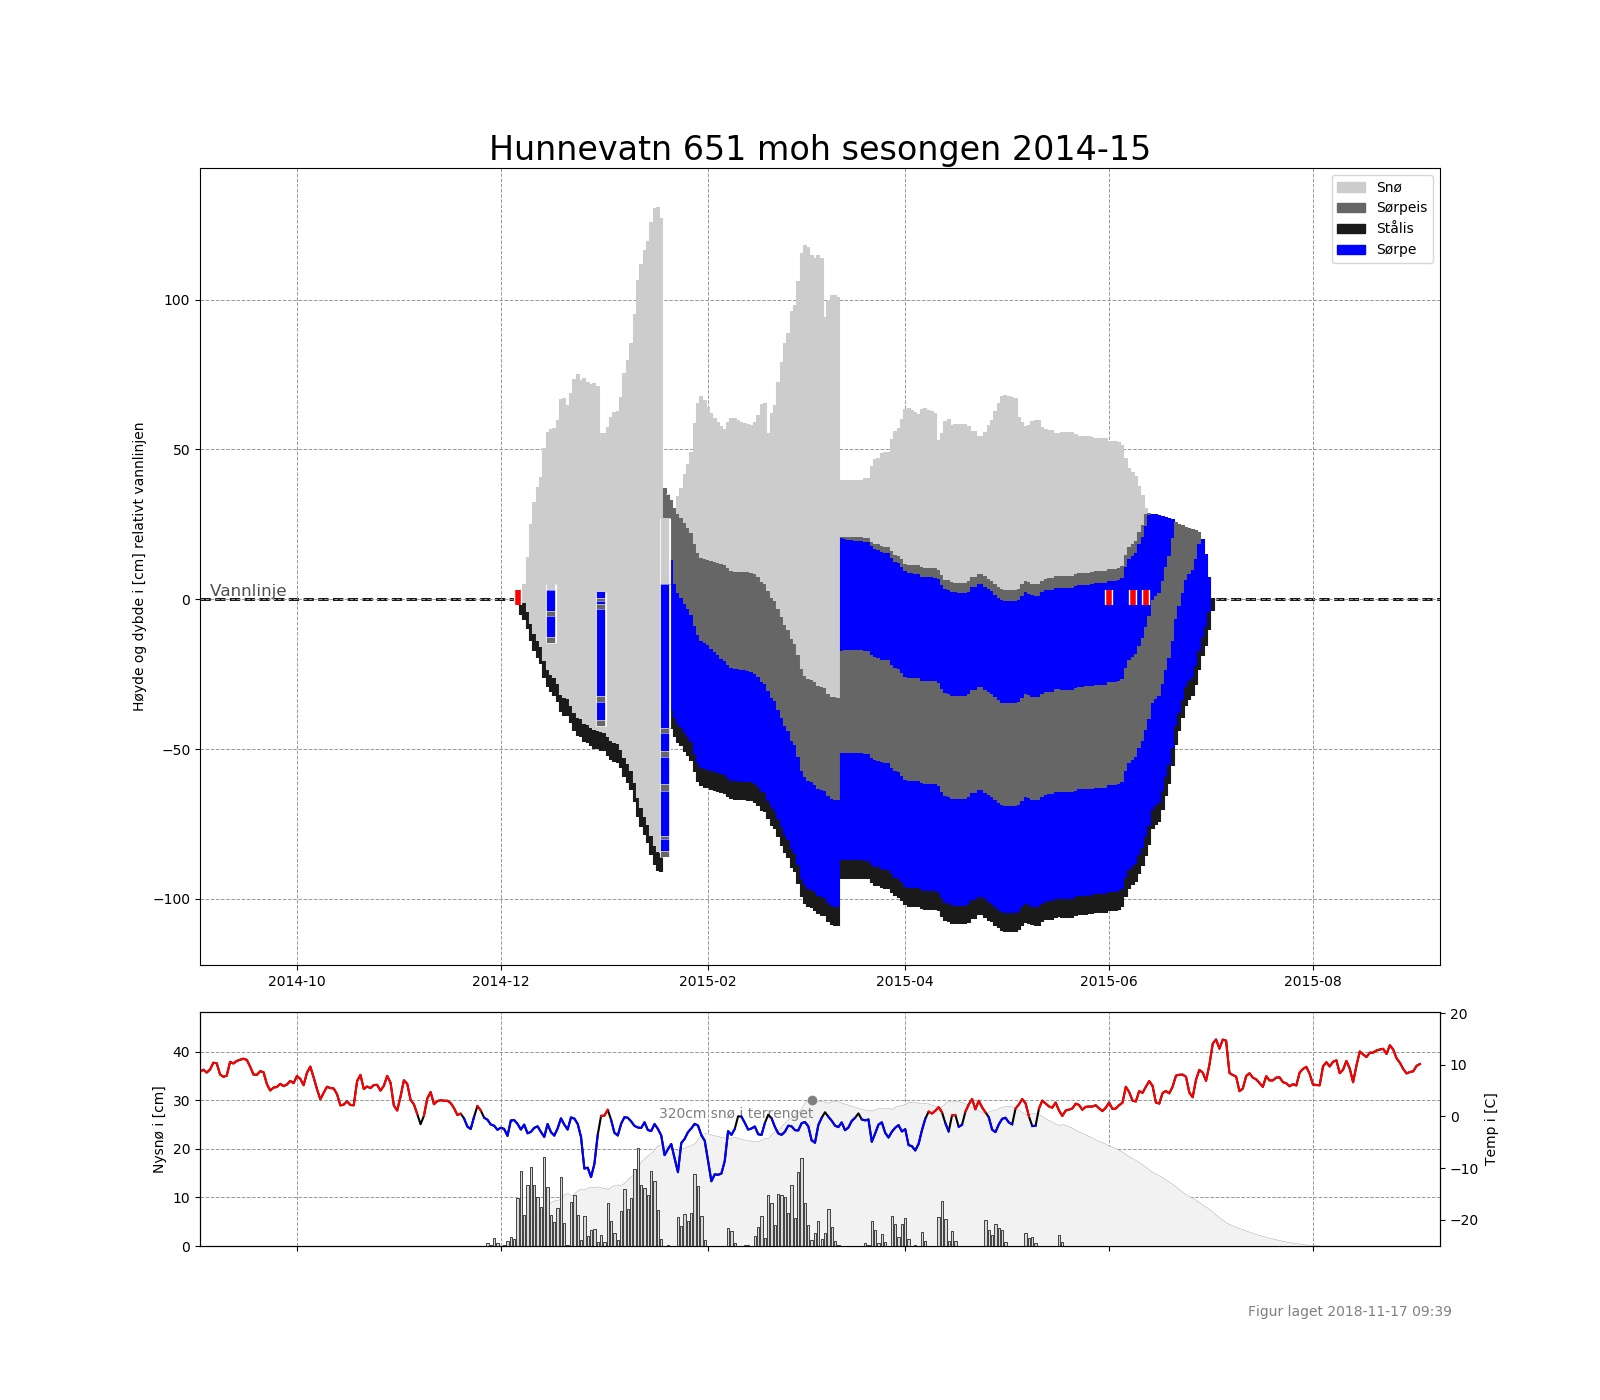 Hunnevatn 651 moh sesongen 2014-15
Snø
Sørpeis
Stålis
Sørpe
Høyde og dybde i [cm] relativt vannlinjen
100
50
0
−50
−100
Vannlinje
2014-10
2014-12
2015-02
2015-04
2015-06
2015-08
Nysnø i [cm]
40
30
20
10
0
320cm snø i terrenget
20
10
0
−10
−20
Temp i [C]
Figur laget 2018-11-17 09:39